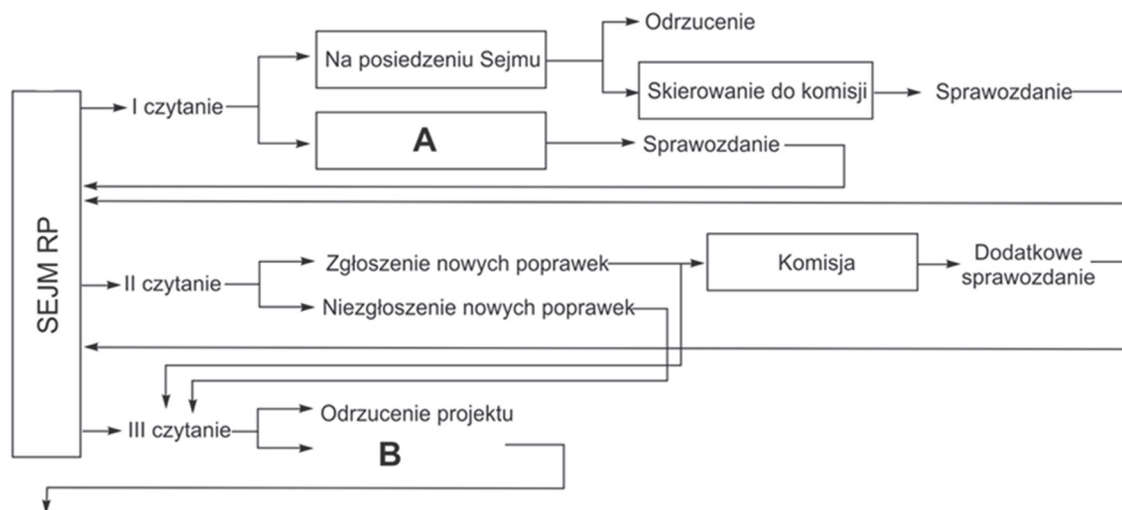 Odrzucenie
Na posiedzeniu Sejmu
Skierowanie do komisji
Sprawozdanie
I czytanie
A
Sprawozdanie
SEJM RP
II czytanie
Zgłoszenie nowych poprawek
Komisja
Dodatkowe
sprawozdanie
Niezgłoszenie nowych poprawek
III czytanie
Odrzucenie projektu
B